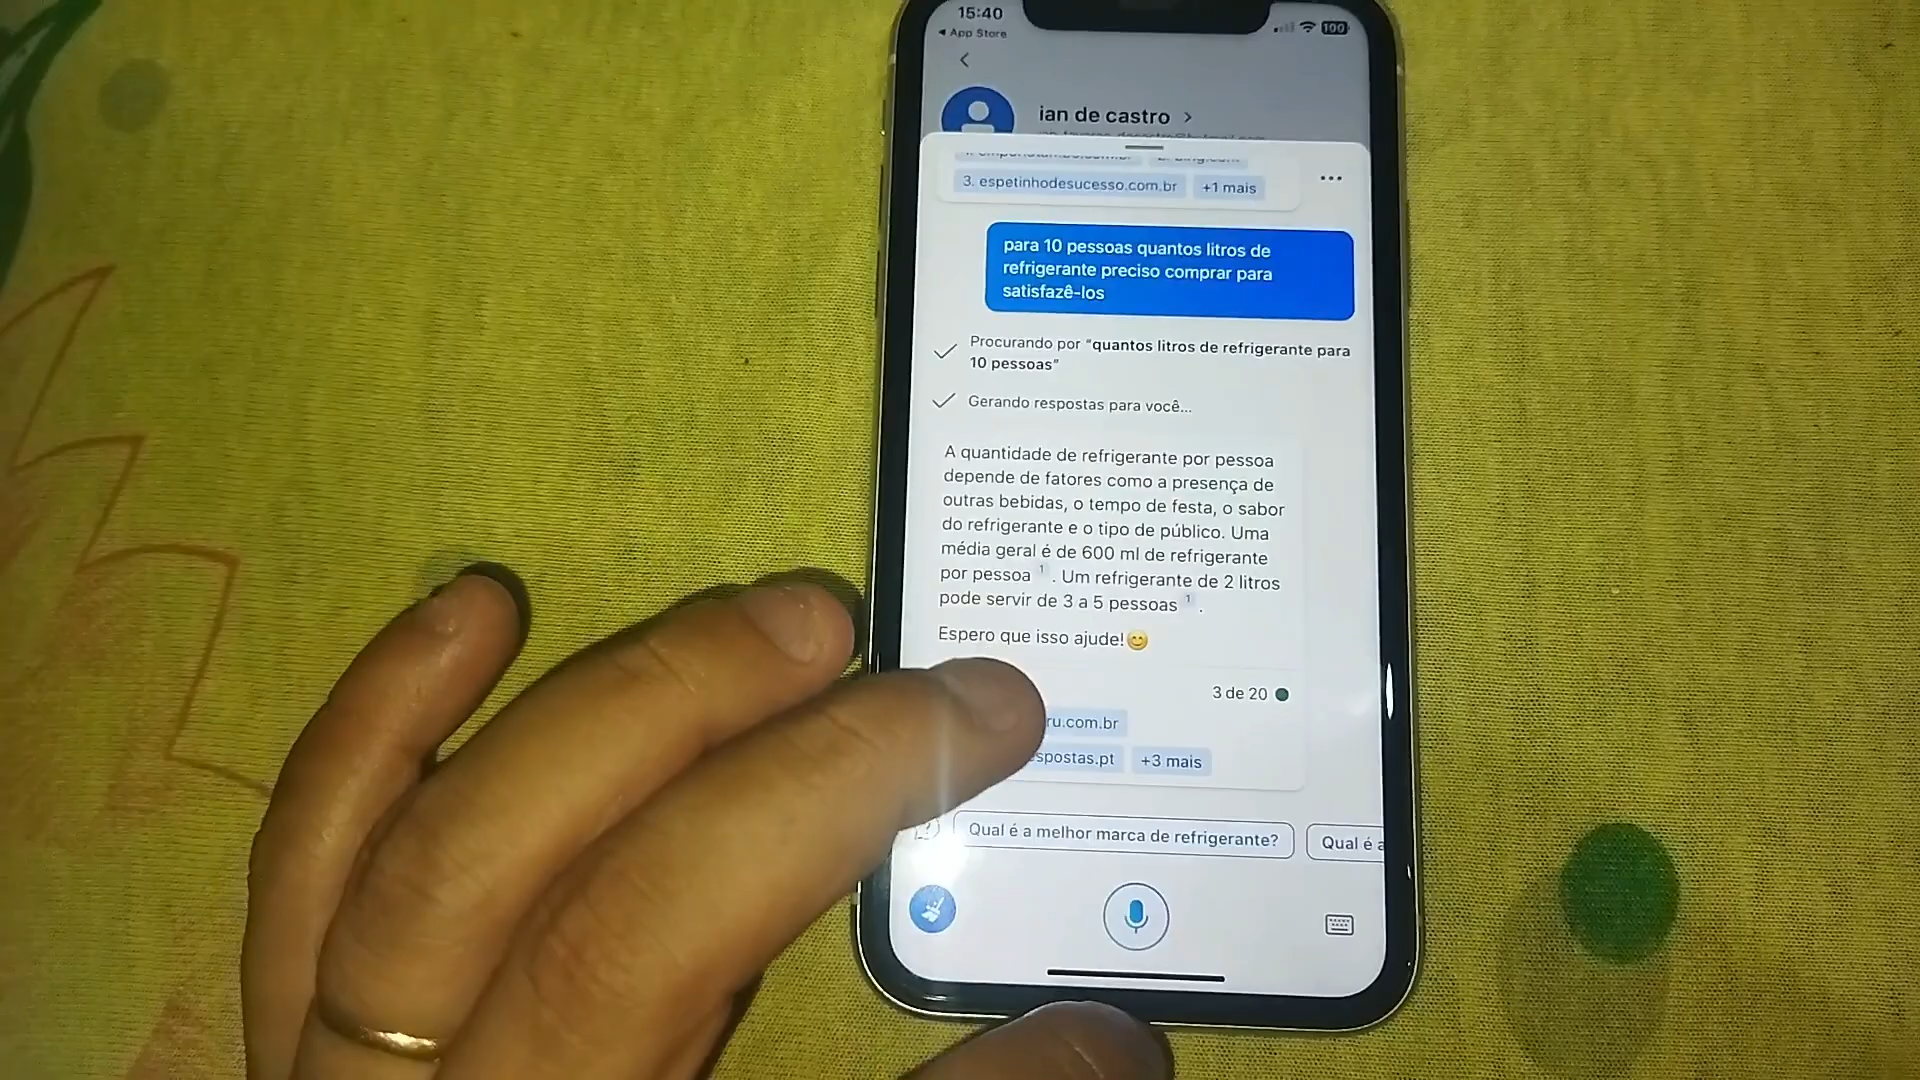 15:40
100
◀ App Store
ian de castro >
3. espetinhodesucesso.com.br
+1 mais
para 10 pessoas quantos litros de
refrigerante preciso comprar para
satisfazê-los
Procurando por “quantos litros de refrigerante para
10 pessoas”
Gerando respostas para você...
A quantidade de refrigerante por pessoa
depende de fatores como a presença de
outras bebidas, o tempo de festa, o sabor
do refrigerante e o tipo de público. Uma
média geral é de 600 ml de refrigerante
por pessoa 1 . Um refrigerante de 2 litros
pode servir de 3 a 5 pessoas 1 .
Espero que isso ajude!😊
3 de 20
ru.com.br
spostas.pt
+3 mais
Qual é a melhor marca de refrigerante?
Qual é a